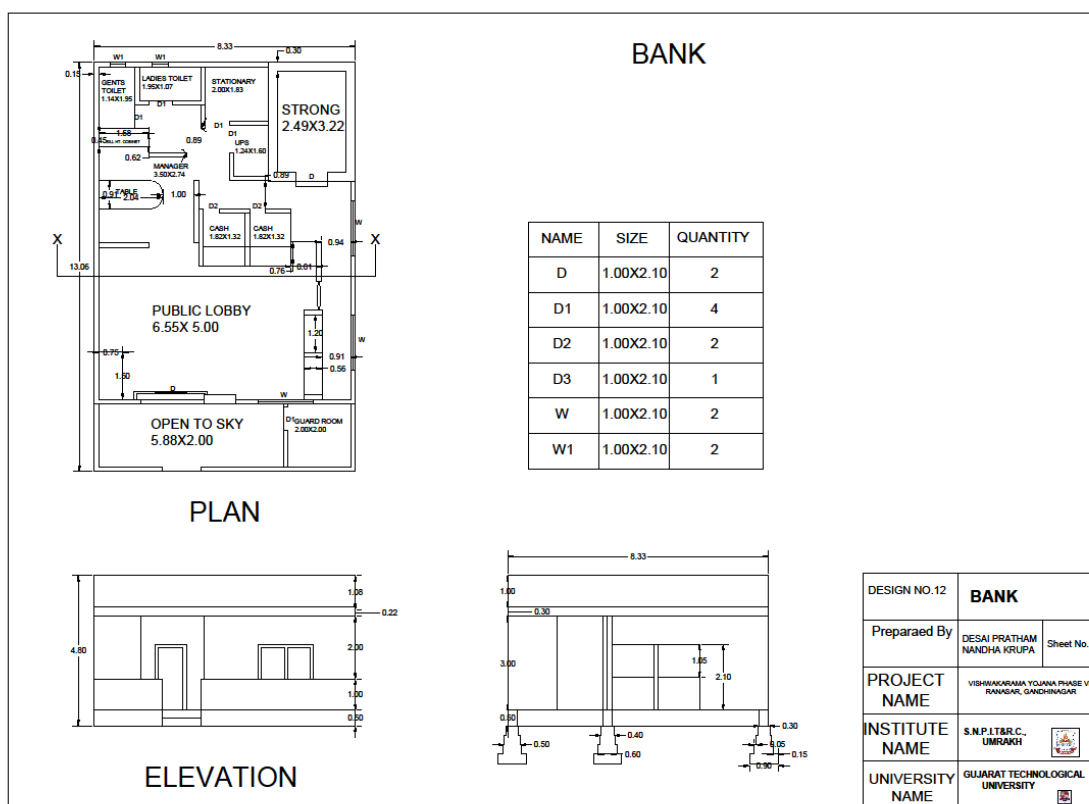 BANK
8.33
W1
W1
0.30
0.15
GENTS
TOILET
1.14X1.95
LADIES TOILET
1.95X1.07
STATIONARY
2.00X1.83
STRONG
2.49X3.22
D1
D1
D1
D1
UPS
1.24X1.60
1.58
0.45
0.89
0.62
MANAGER
3.50X2.74
0.89
D
TABLE
0.91
2.04
1.00
D2
D2
CASH
1.82X1.32
CASH
1.82X1.32
W
X
X
0.94
13.06
0.61
0.76
PUBLIC LOBBY
6.55X 5.00
1.20
W
0.75
0.91
1.50
0.56
D
W
OPEN TO SKY
5.88X2.00
D1
GUARD ROOM
2.00X2.00
PLAN
NAME SIZE QUANTITY
D 1.00X2.10 2
D1 1.00X2.10 4
D2 1.00X2.10 2
D3 1.00X2.10 1
W 1.00X2.10 2
W1 1.00X2.10 2
4.80
1.08
0.22
2.00
1.00
0.50
ELEVATION
8.33
1.00
0.30
3.00
1.05
2.10
0.50
0.30
0.40
0.50
0.60
0.05
0.15
0.90
DESIGN NO.12 BANK
Preparaed By DESAI PRATHAM
NANDHA KRUPA
Sheet No.
PROJECT
NAME
VISHWAKARAMA YOJANA PHASE V
RANASAR, GANDHINAGAR
INSTITUTE
NAME
S.N.P.I.T&R.C.,
UMRAKH
UNIVERSITY
NAME
GUJARAT TECHNOLOGICAL
UNIVERSITY